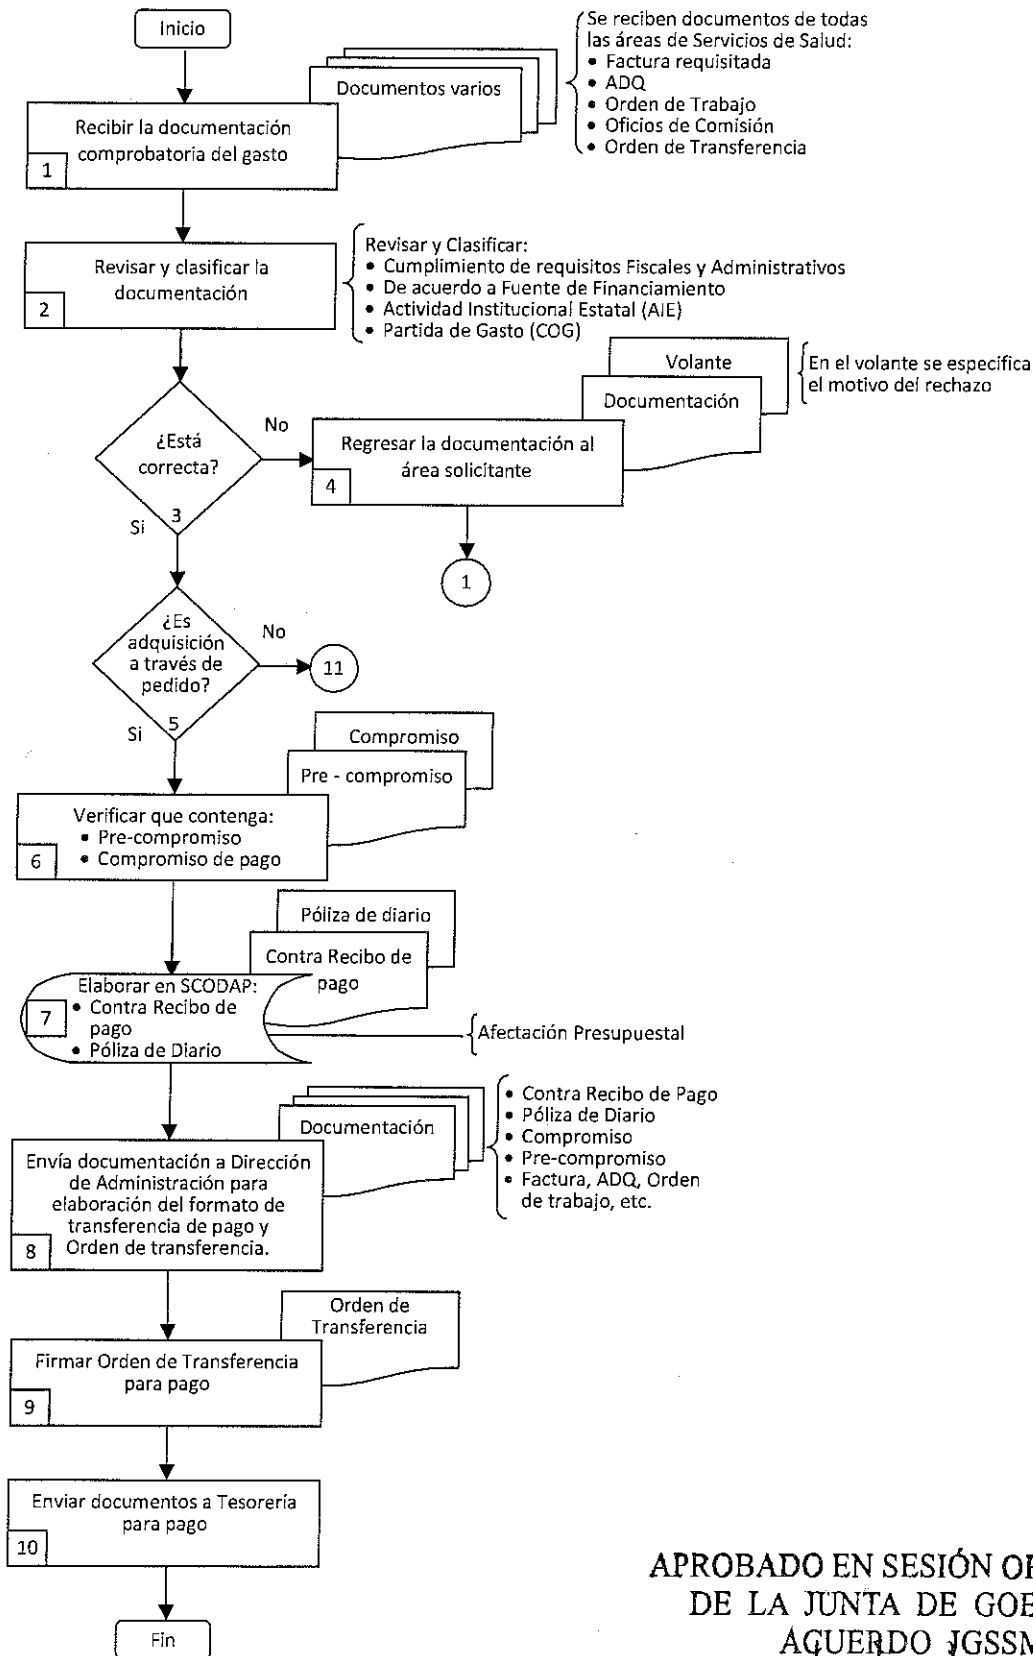 Inicio
Se reciben documentos de todas
las áreas de Servicios de Salud:
• Factura requisitada
• ADQ
• Orden de Trabajo
• Oficios de Comisión
• Orden de Transferencia
Documentos varios
Recibir la documentación
comprobatoria del gasto
1
Revisar y clasificar la
documentación
2
Revisar y Clasificar:
• Cumplimiento de requisitos Fiscales y Administrativos
• De acuerdo a Fuente de Financiamiento
• Actividad Institucional Estatal (AIE)
• Partida de Gasto (COG)
Volante
Documentación
En el volante se especifica
el motivo del rechazo
¿Está
correcta?
3
No
Si
Regresar la documentación al
área solicitante
4
1
¿Es
adquisición
a través de
pedido?
5
No
11
Si
Compromiso
Pre - compromiso
Verificar que contenga:
• Pre-compromiso
• Compromiso de pago
6
Póliza de diario
Contra Recibo de
pago
Elaborar en SCODAP:
• Contra Recibo de
pago
• Póliza de Diario
7
Afectación Presupuestal
Documentación
• Contra Recibo de Pago
• Póliza de Diario
• Compromiso
• Pre-compromiso
• Factura, ADQ, Orden
de trabajo, etc.
Envía documentación a Dirección
de Administración para
elaboración del formato de
transferencia de pago y
Orden de transferencia.
8
Orden de
Transferencia
Firmar Orden de Transferencia
para pago
9
Enviar documentos a Tesorería
para pago
10
Fin
APROBADO EN SESIÓN
DE LA JUNTA DE
ACUERDO